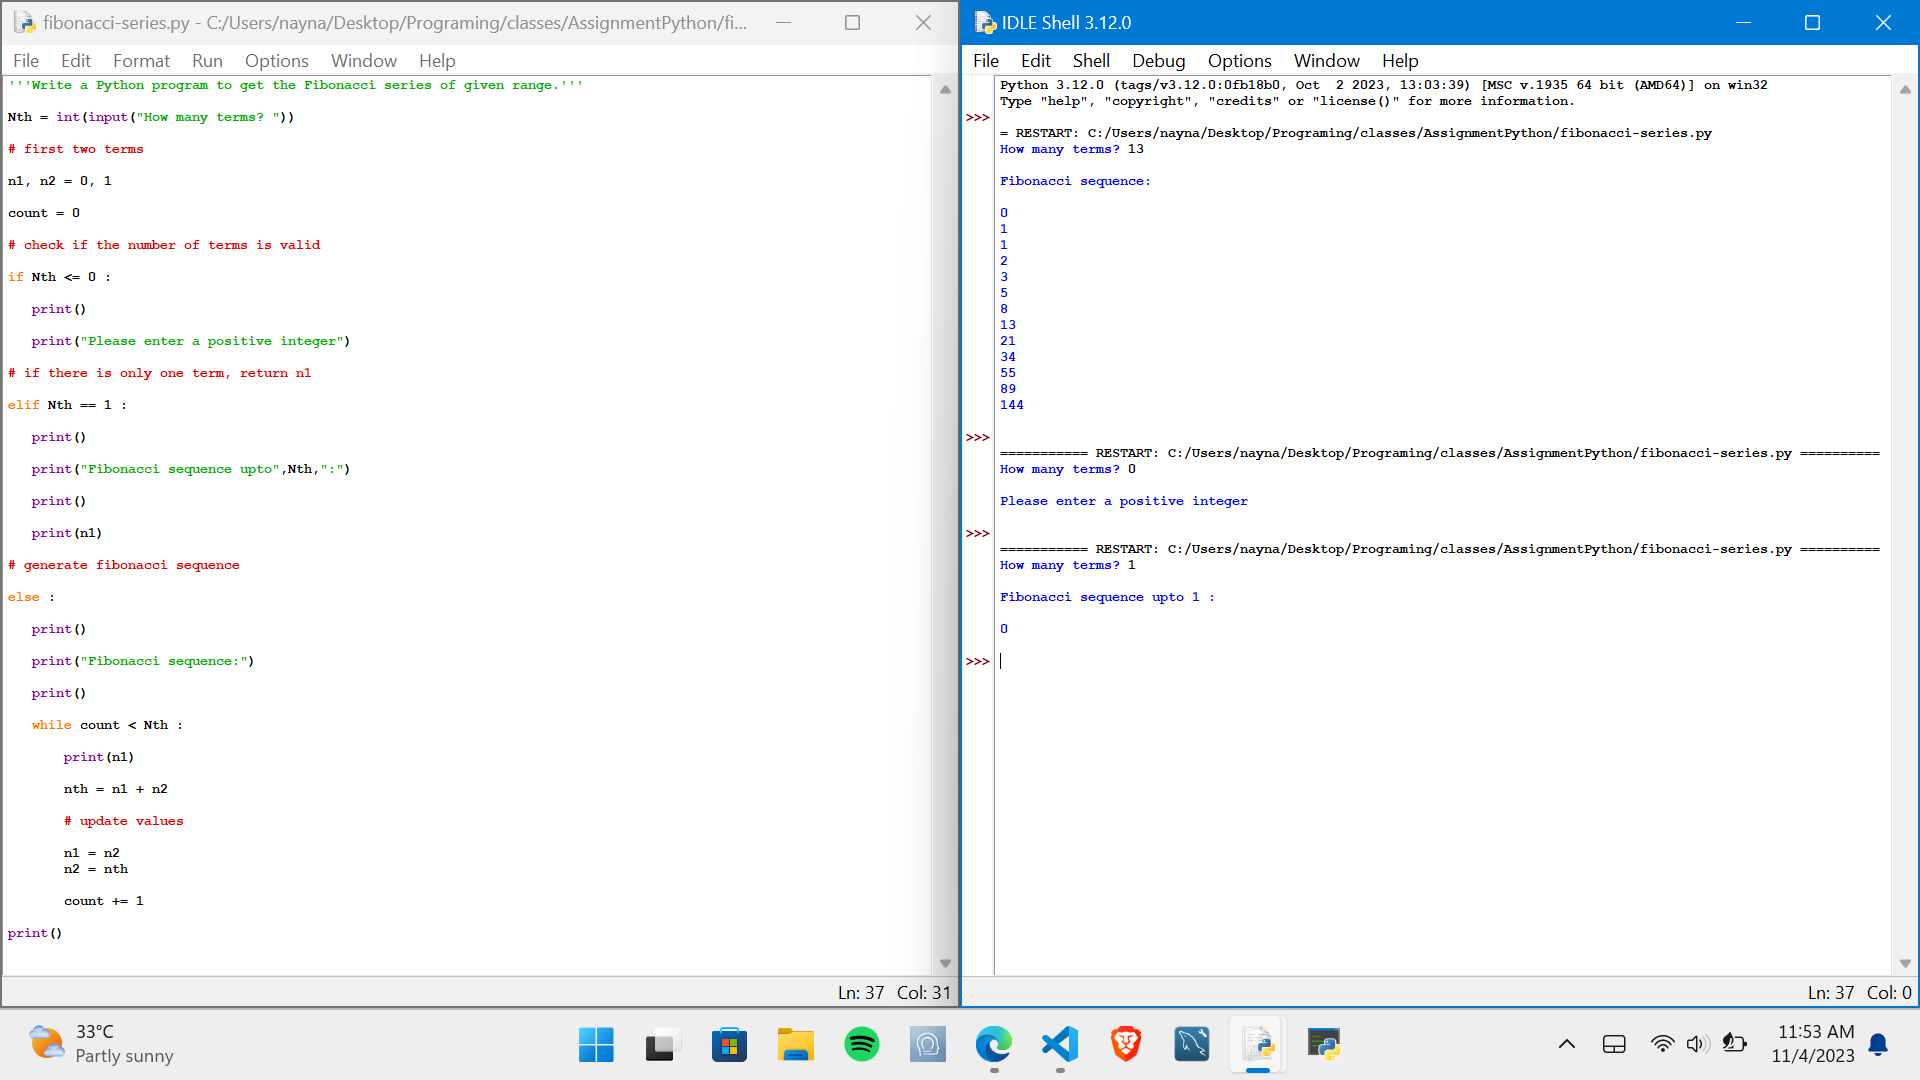 fibonacci-series.py - C:/Users/nayna/Desktop/Programing/classes/AssignmentPython/fi...
File Edit Format Run Options Window Help
'''Write a Python program to get the Fibonacci series of given range.'''
Nth = int(input("How many terms? "))
# first two terms
n1, n2 = 0, 1
count = 0
# check if the number of terms is valid
if Nth <= 0 :
print()
print("Please enter a positive integer")
# if there is only one term, return n1
elif Nth == 1 :
print()
print("Fibonacci sequence upto",Nth,":")
print()
print(n1)
# generate fibonacci sequence
else :
print()
print("Fibonacci sequence:")
print()
while count < Nth :
print(n1)
nth = n1 + n2
# update values
n1 = n2
n2 = nth
count += 1
print()
Ln: 37 Col: 31
IDLE Shell 3.12.0
File Edit Shell Debug Options Window Help
Python 3.12.0 (tags/v3.12.0:0fb18b0, Oct  2 2023, 13:03:39) [MSC v.1935 64 bit (AMD64)] on win32
Type "help", "copyright", "credits" or "license()" for more information.
>>>
= RESTART: C:/Users/nayna/Desktop/Programing/classes/AssignmentPython/fibonacci-series.py
How many terms? 13
Fibonacci sequence:
0
1
1
2
3
5
8
13
21
34
55
89
144
>>>
=========== RESTART: C:/Users/nayna/Desktop/Programing/classes/AssignmentPython/fibonacci-series.py ==========
How many terms? 0
Please enter a positive integer
>>>
=========== RESTART: C:/Users/nayna/Desktop/Programing/classes/AssignmentPython/fibonacci-series.py ==========
How many terms? 1
Fibonacci sequence upto 1 :
0
>>>
Ln: 37 Col: 0
33°C
Partly sunny
11:53 AM
11/4/2023